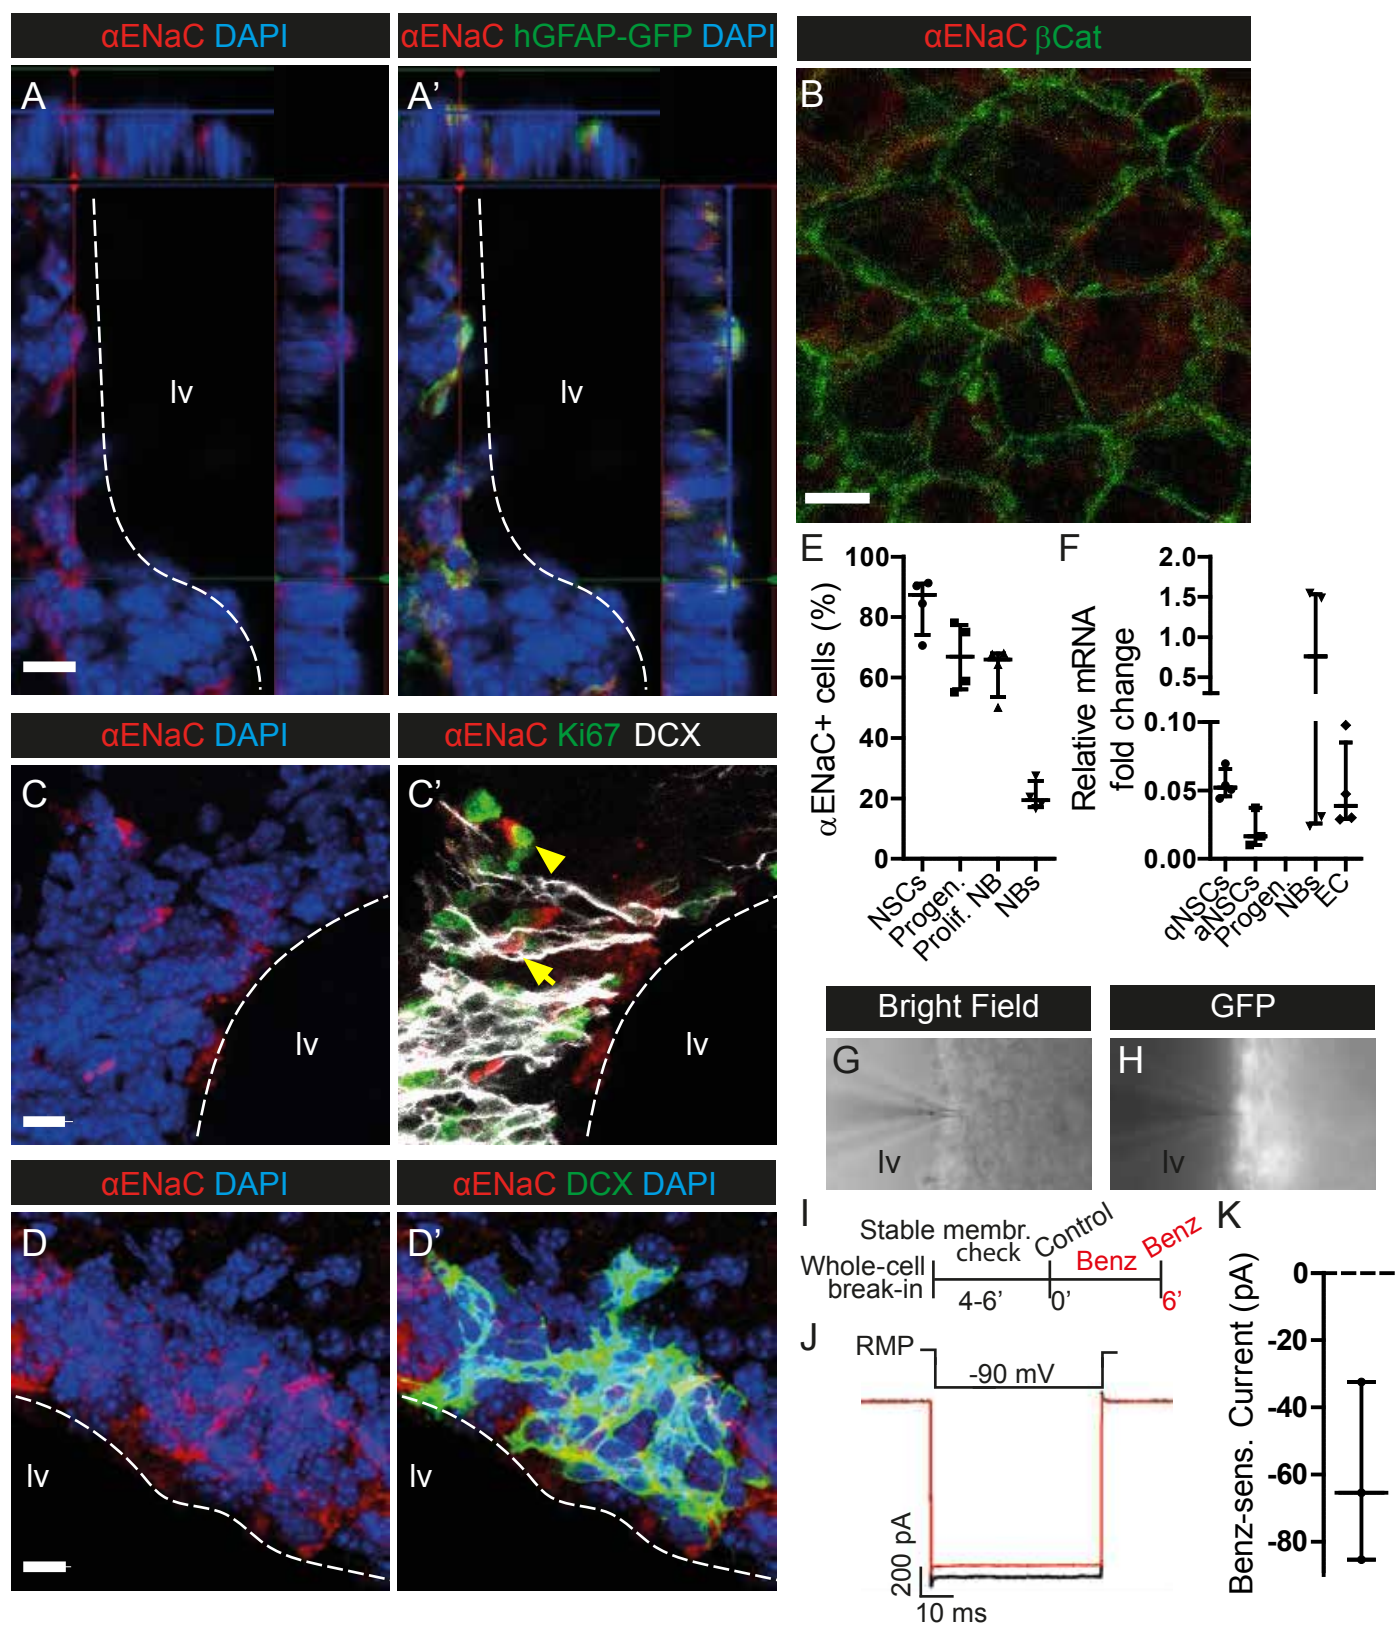 αENaC DAPI
αENaC hGFAP-GFP DAPI
αENaC βCat
A
A'
B
lv
lv
αENaC DAPI
αENaC Ki67 DCX
C
C'
lv
lv
αENaC DAPI
αENaC DCX DAPI
D
D'
lv
lv
E
αENaC+ cells (%)
100
80
60
40
20
0
NSCs
Progen.
Prolif. NB
NBs
F
Relative mRNA
fold change
2.0
1.5
1.0
0.5
0.10
0.05
0.00
qNSCs
aNSCs
Progen.
NBs
EC
Bright Field
GFP
G
H
lv
lv
I
Stable membr.
check
Control
Benz
Benz
Whole-cell
break-in
4-6'
0'
6'
J
RMP
-90 mV
200 pA
10 ms
K
Benz-sens. Current (pA)
0
-20
-40
-60
-80